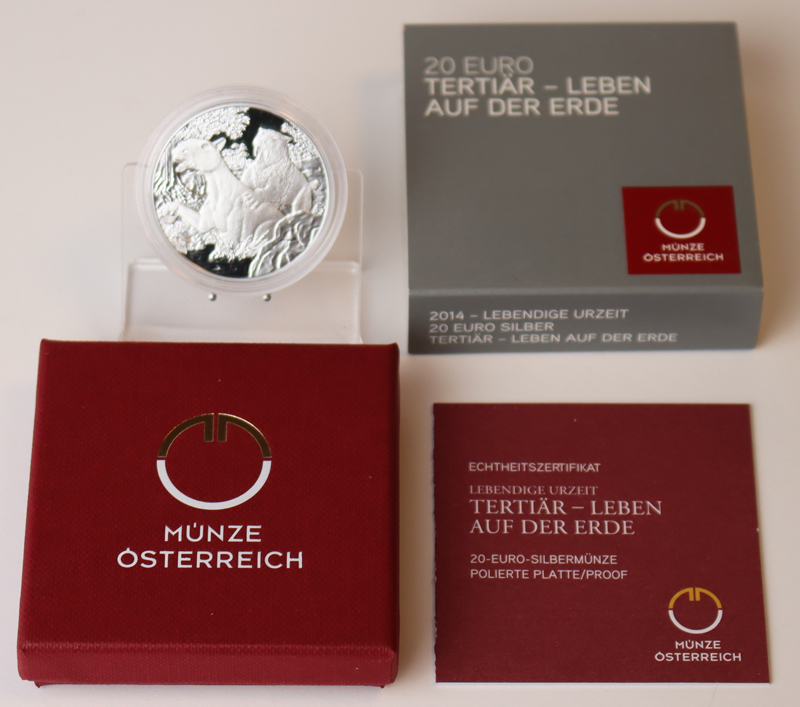 20 EURO
TERTIÄR – LEBEN
AUF DER ERDE
MÜNZE
ÖSTERREICH
2014 – LEBENDIGE URZEIT
20 EURO SILBER
TERTIÄR – LEBEN AUF DER ERDE
MÜNZE
ÖSTERREICH
ECHTHEITSZERTIFIKAT
LEBENDIGE URZEIT
TERTIÄR – LEBEN
AUF DER ERDE
20-EURO-SILBERMÜNZE
POLIERTE PLATTE/PROOF
MÜNZE
ÖSTERREICH